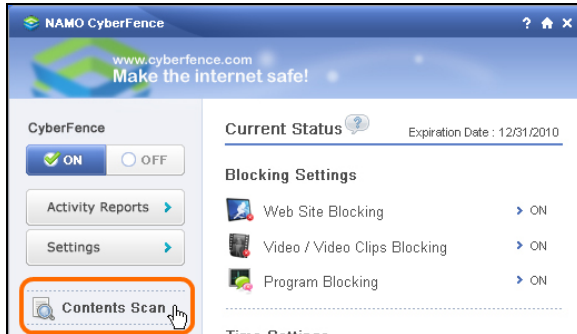 NAMO CyberFence
www.cyberfence.com
Make the internet safe!
CyberFence
ON OFF
Activity Reports
Settings
Contents Scan
Current Status ? Expiration Date : 12/31/2010
Blocking Settings
Web Site Blocking > ON
Video / Video Clips Blocking > ON
Program Blocking > ON
Time Settings